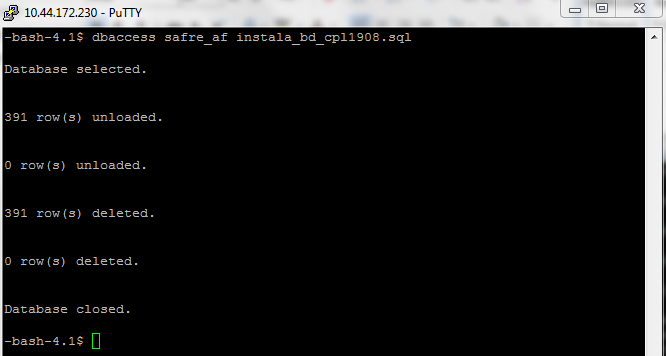 10.44.172.230 - PuTTY
-bash-4.1$ dbaccess safre_af instala_bd_cpl1908.sql
Database selected.
391 row(s) unloaded.
0 row(s) unloaded.
391 row(s) deleted.
0 row(s) deleted.
Database closed.
-bash-4.1$